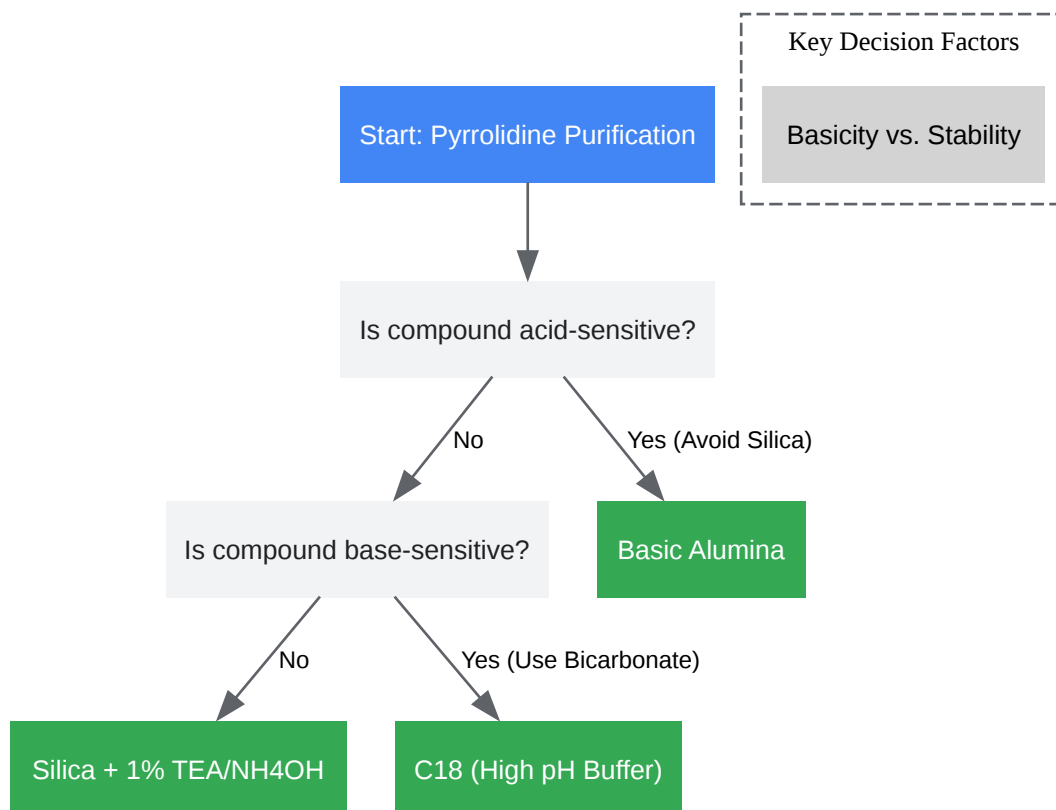 Key Decision Factors
Start: Pyrrolidine Purification
Basicity vs. Stability
Is compound acid-sensitive?
No
Yes (Avoid Silica)
Is compound base-sensitive?
Basic Alumina
No
Yes (Use Bicarbonate)
Silica + 1% TEA/NH4OH
C18 (High pH Buffer)